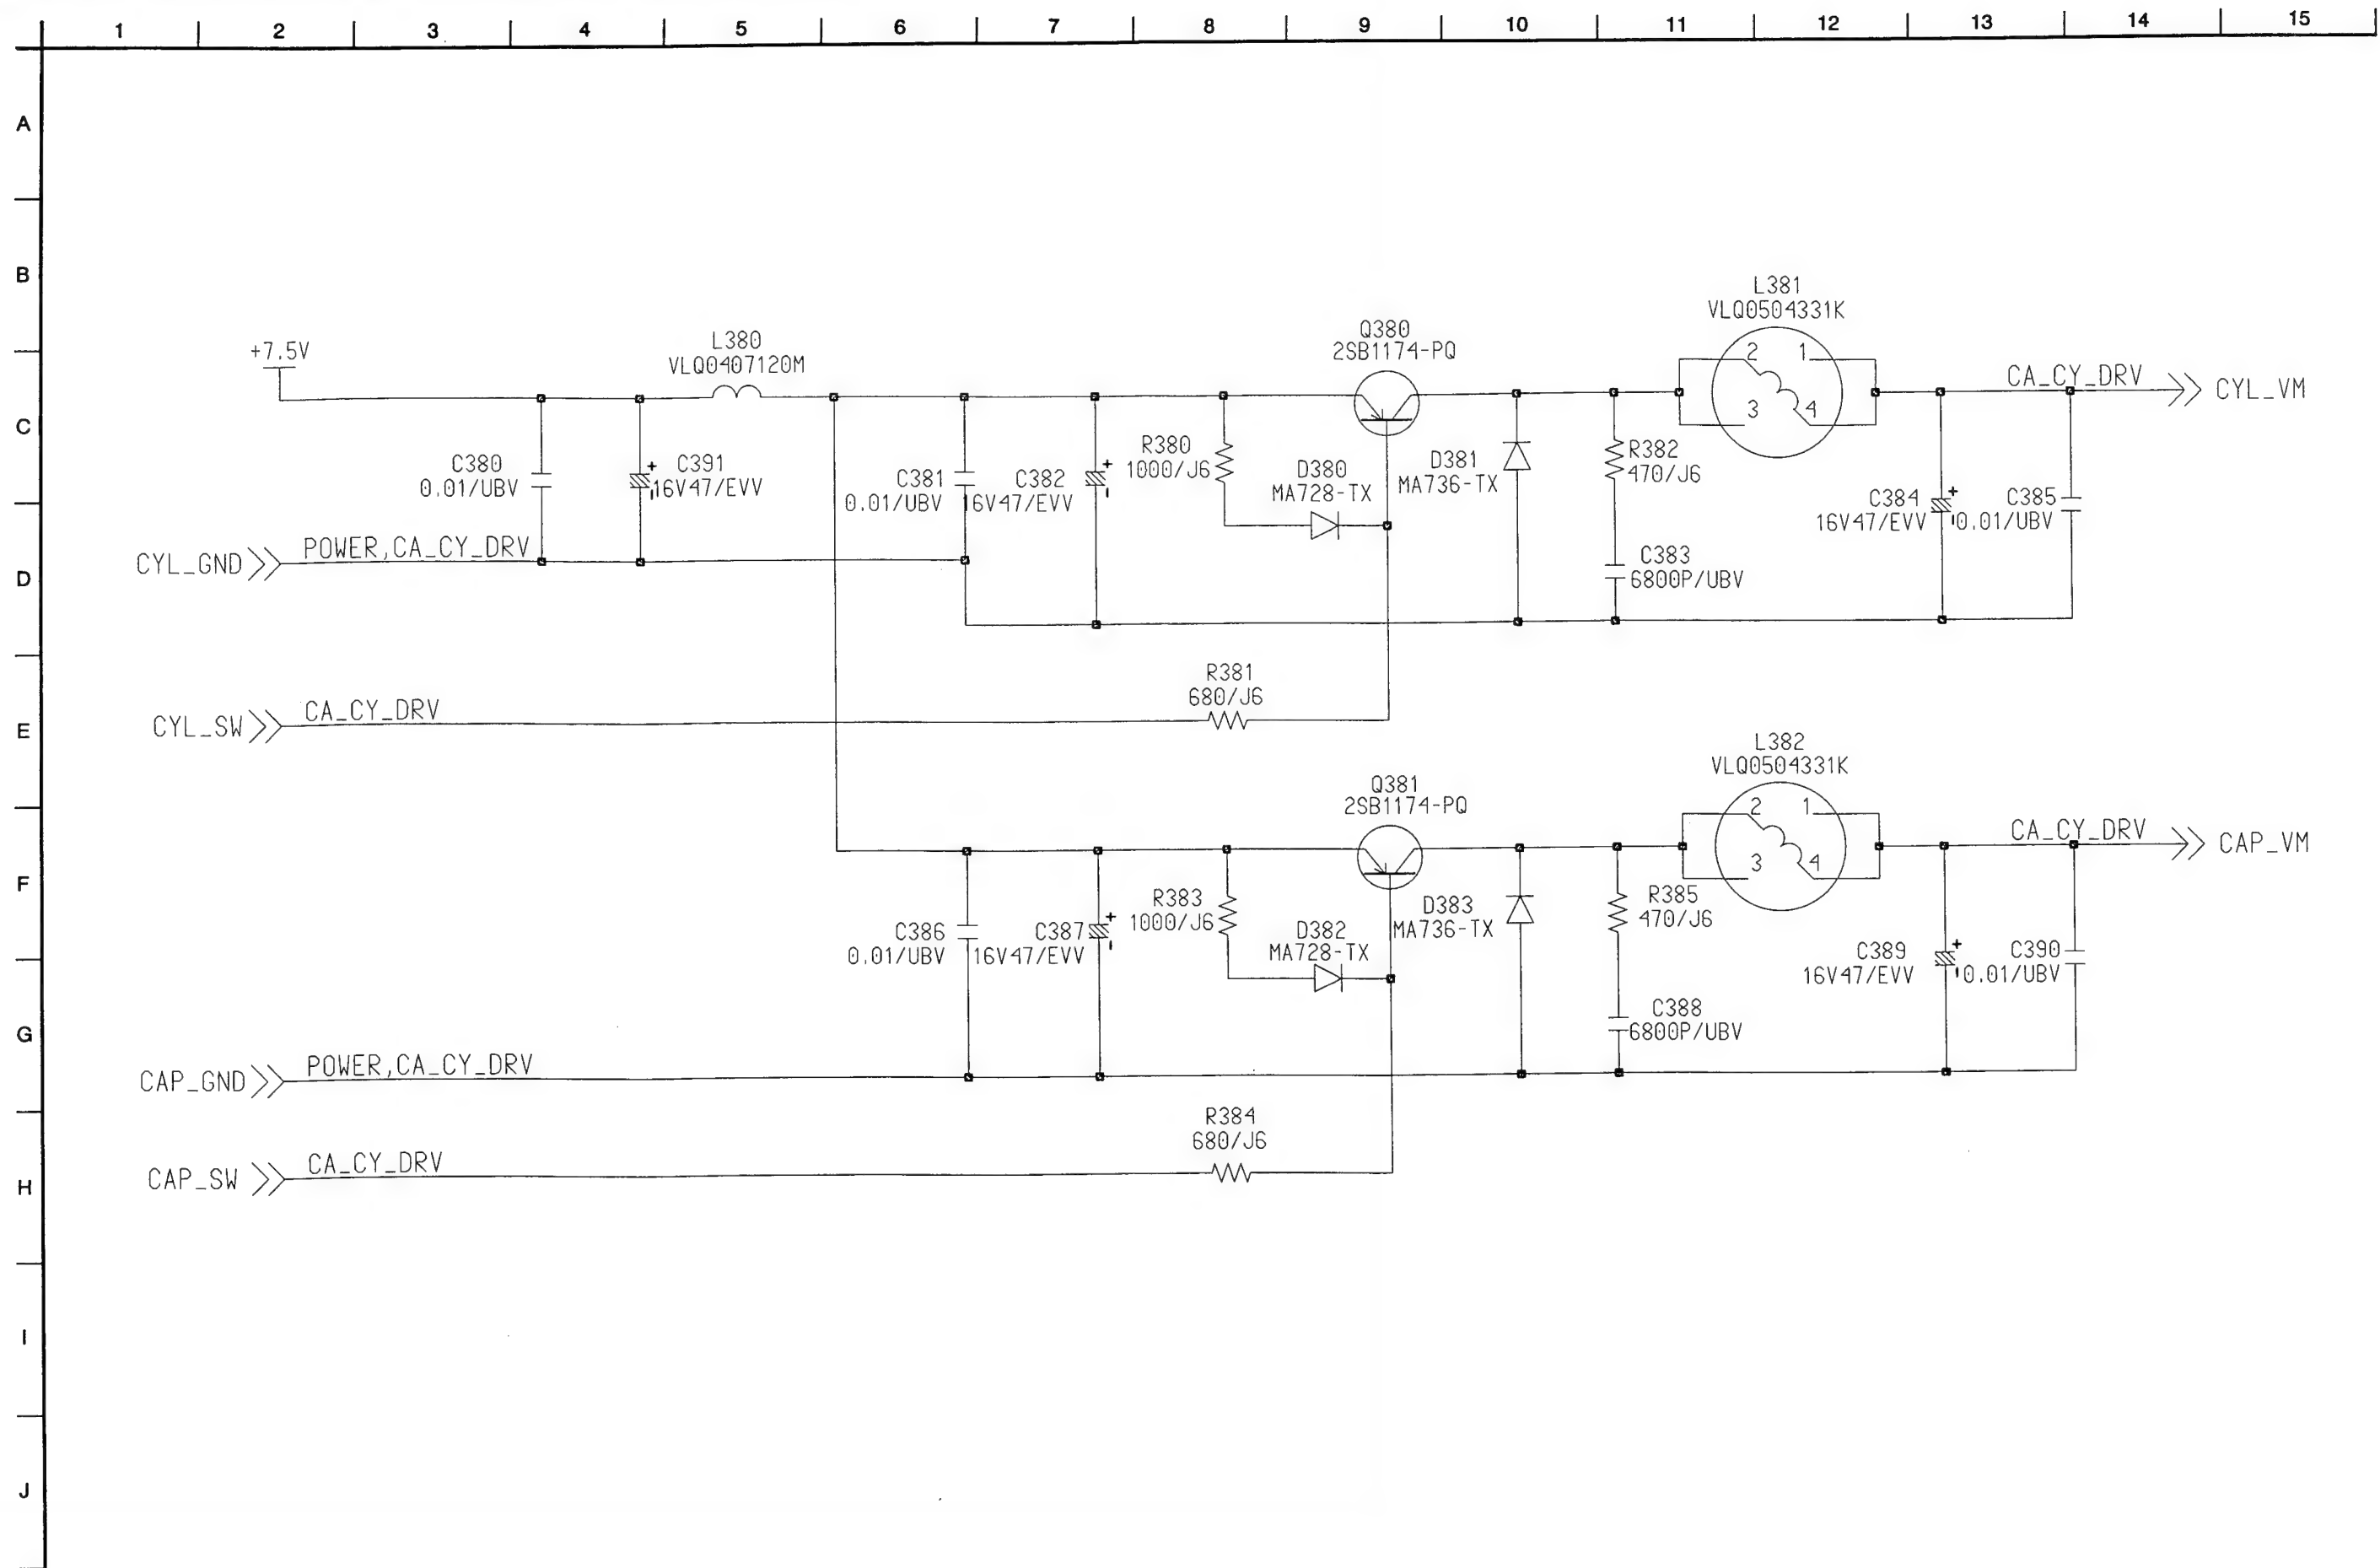 1 2 3 4 5 6 7 8 9 10 11 12 13 14 15
A
B
L381
VLQ0504331K
Q380
2SB1174-PQ
L380
VLQ0407120M
+7.5V
2 1
3 4
CA_CY_DRV
CYL_VM
C
R380
1000/J6
R382
470/J6
C380
0.01/UBV
+
-
C391
16V47/EVV
C381
0.01/UBV
C382
16V47/EVV
+
-
D380
MA728-TX
D381
MA736-TX
C384
16V47/EVV
+
-
C385
0.01/UBV
CYL_GND
POWER,CA_CY_DRV
C383
6800P/UBV
D
R381
680/J6
CYL_SW
CA_CY_DRV
E
L382
VLQ0504331K
Q381
2SB1174-PQ
2 1
3 4
CA_CY_DRV
CAP_VM
F
R383
1000/J6
D383
MA736-TX
R385
470/J6
C386
0.01/UBV
C387
16V47/EVV
+
-
D382
MA728-TX
C389
16V47/EVV
+
-
C390
0.01/UBV
C388
6800P/UBV
G
CAP_GND
POWER,CA_CY_DRV
R384
680/J6
CAP_SW
CA_CY_DRV
H
I
J